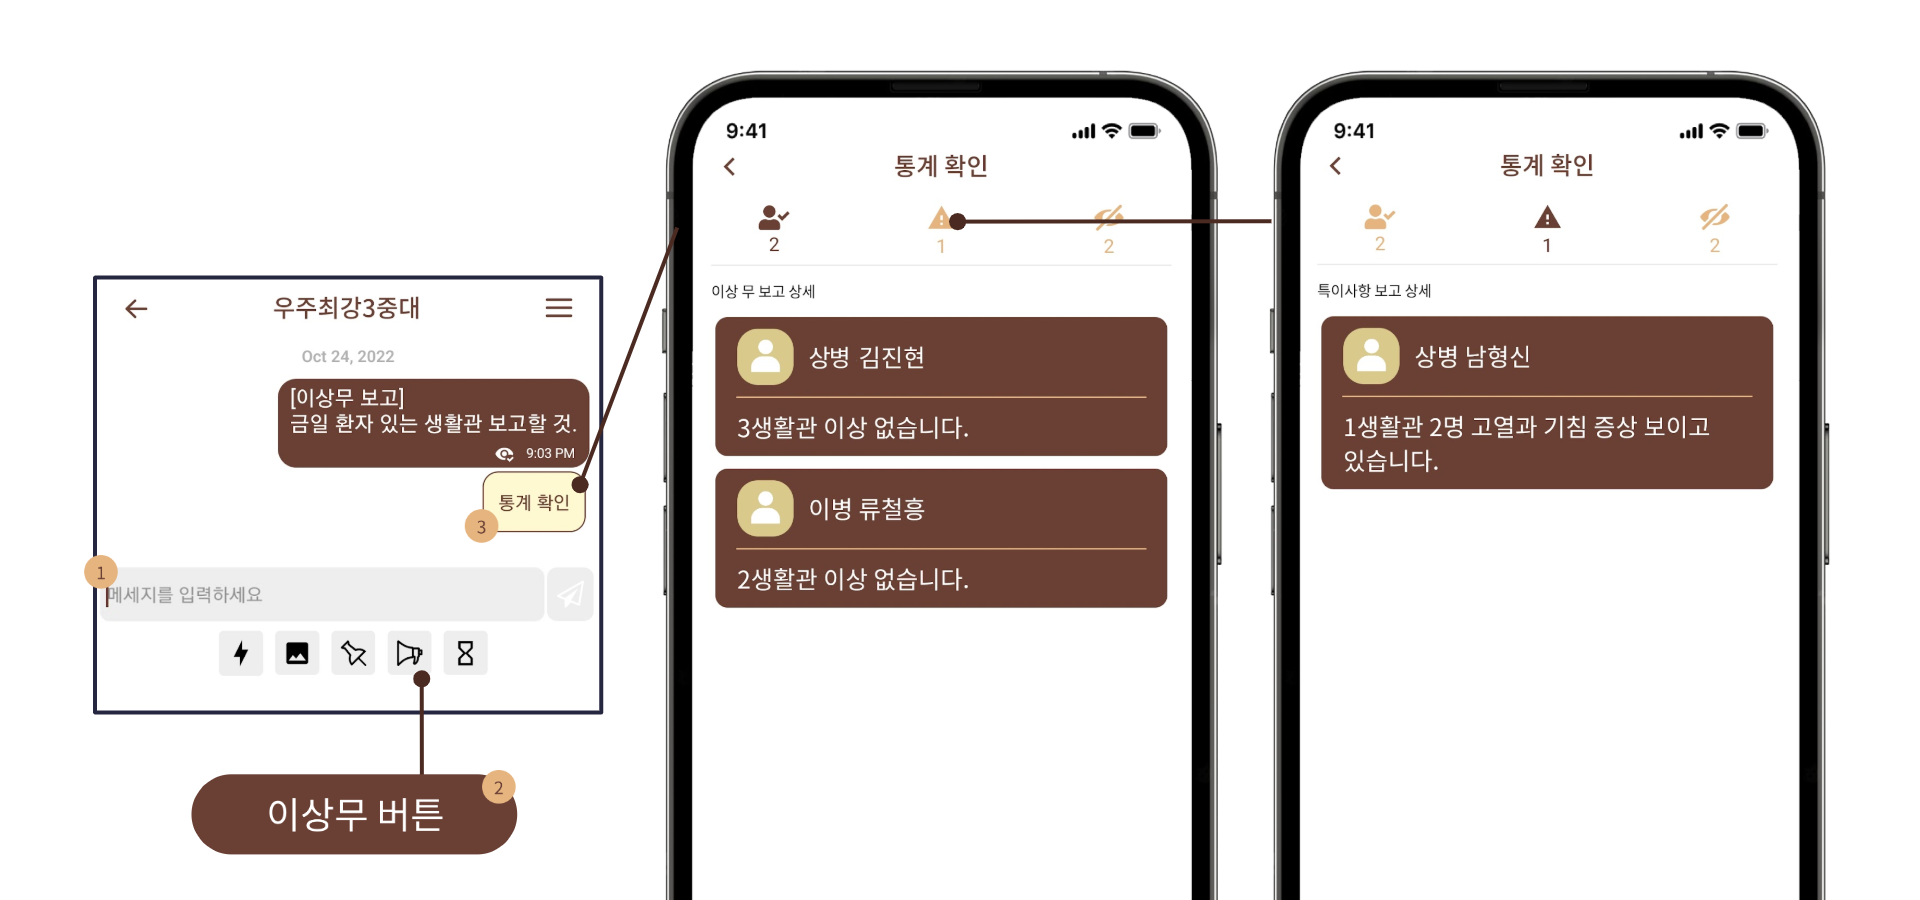 우주최강3중대
Oct 24, 2022
[이상무 보고]
금일 환자 있는 생활관 보고할 것.
9:03 PM
통계 확인
3
1
메세지를 입력하세요
이상무 버튼
2
9:41
통계 확인
2
1
2
이상 무 보고 상세
상병 김진현
3생활관 이상 없습니다.
이병 류철흥
2생활관 이상 없습니다.
9:41
통계 확인
2
1
2
특이사항 보고 상세
상병 남형신
1생활관 2명 고열과 기침 증상 보이고
있습니다.